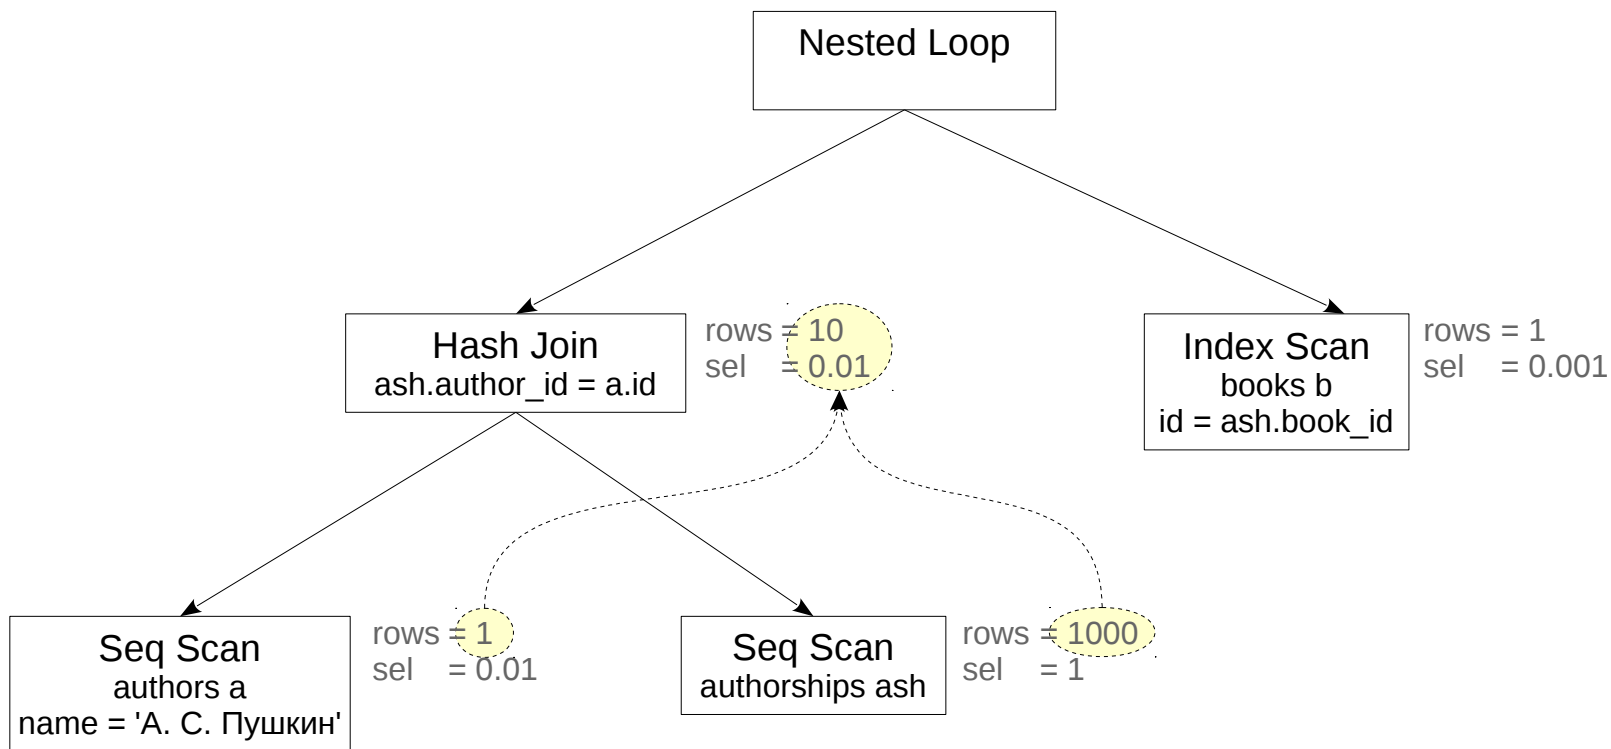 Nested Loop
Hash Join
ash.author_id = a.id
rows = 10
sel = 0.01
Index Scan
books b
id = ash.book_id
rows = 1
sel = 0.001
Seq Scan
authors a
name = 'А. С. Пушкин'
rows = 1
sel = 0.01
Seq Scan
authorships ash
rows = 1000
sel = 1